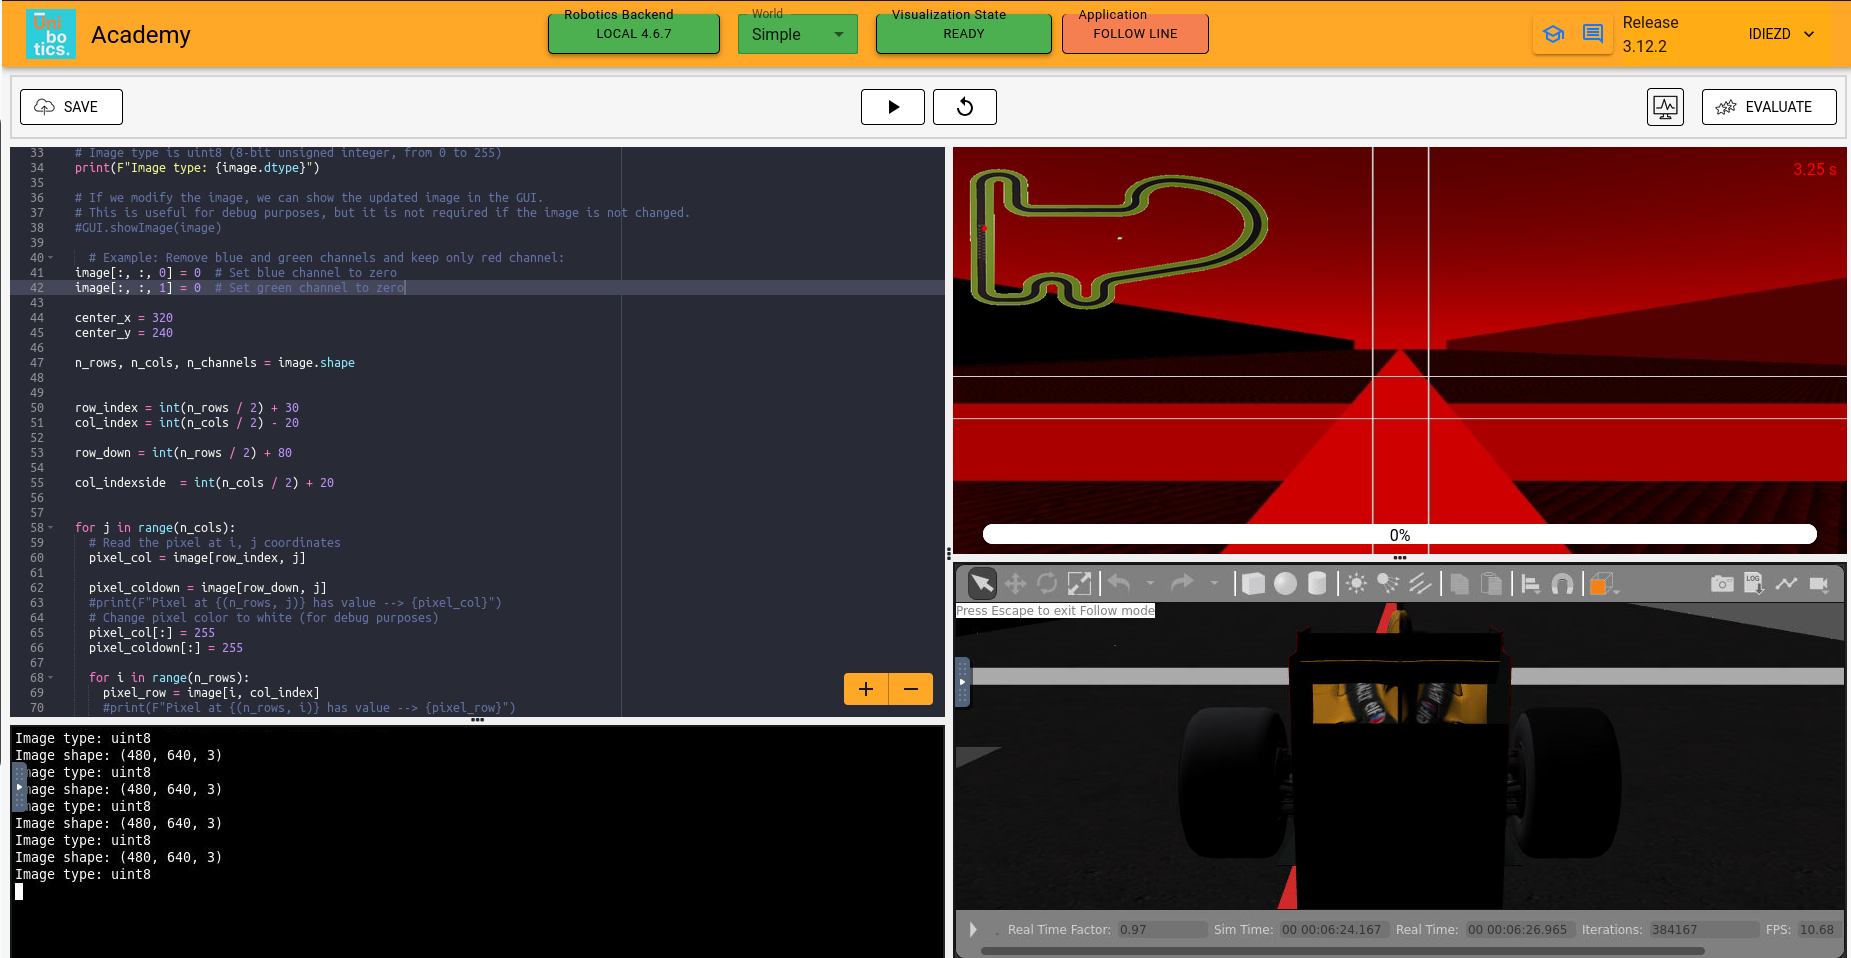 Uni
bo
tics.
Academy
Robotics Backend
LOCAL 4.6.7
World
Simple
Visualization State
READY
Application
FOLLOW LINE
Release
3.12.2
IDIEZD
SAVE
EVALUATE
33 # Image type is uint8 (8-bit unsigned integer, from 0 to 255)
34 print(F"Image type: {image.dtype}")
35
36 # If we modify the image, we can show the updated image in the GUI.
37 # This is useful for debug purposes, but it is not required if the image is not changed.
38 #GUI.showImage(image)
39
40 # Example: Remove blue and green channels and keep only red channel:
41 image[:, :, 0] = 0  # Set blue channel to zero
42 image[:, :, 1] = 0  # Set green channel to zero
43
44 center_x = 320
45 center_y = 240
46
47 n_rows, n_cols, n_channels = image.shape
48
49
50 row_index = int(n_rows / 2) + 30
51 col_index = int(n_cols / 2) - 20
52
53 row_down = int(n_rows / 2) + 80
54
55 col_indexside  = int(n_cols / 2) + 20
56
57
58 for j in range(n_cols):
59 # Read the pixel at i, j coordinates
60 pixel_col = image[row_index, j]
61
62 pixel_coldown = image[row_down, j]
63 #print(F"Pixel at {(n_rows, j)} has value --> {pixel_col}")
64 # Change pixel color to white (for debug purposes)
65 pixel_col[:] = 255
66 pixel_coldown[:] = 255
67
68 for i in range(n_rows):
69 pixel_row = image[i, col_index]
70 #print(F"Pixel at {(n_rows, i)} has value --> {pixel_row}")
3.25 s
0%
LOG
Press Escape to exit Follow mode
elf
elf
Image type: uint8
Image shape: (480, 640, 3)
mage type: uint8
mage shape: (480, 640, 3)
mage type: uint8
Image shape: (480, 640, 3)
Image type: uint8
Image shape: (480, 640, 3)
Image type: uint8
Real Time Factor: 0.97
Sim Time: 00 00:06:24.167
Real Time: 00 00:06:26.965
Iterations: 384167
FPS: 10.68